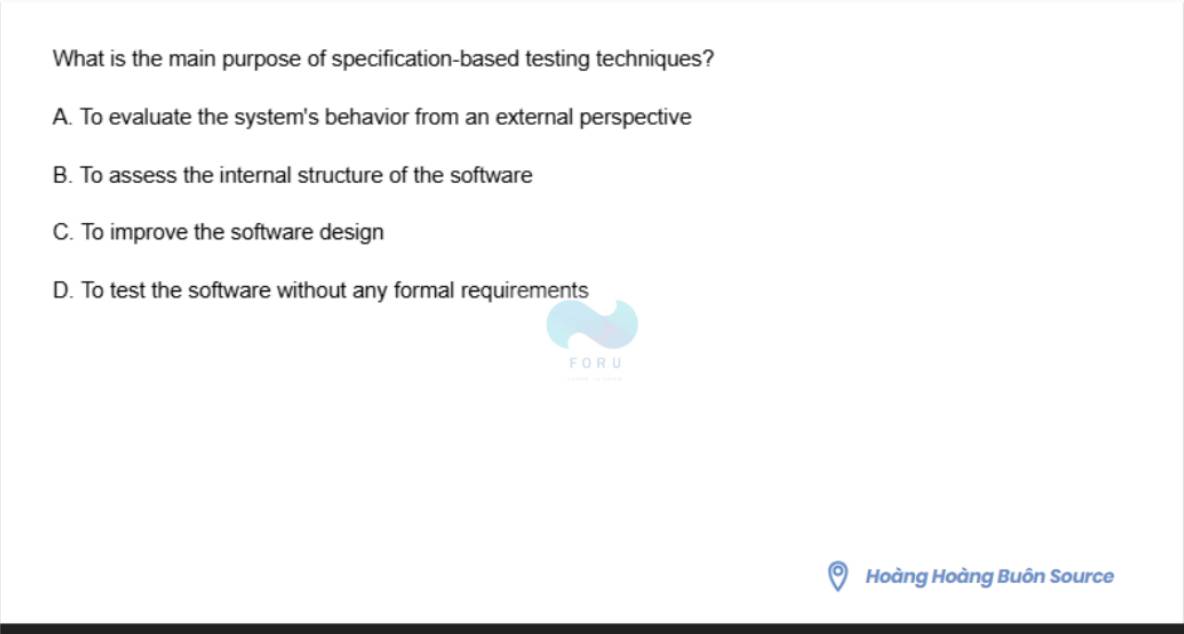 What is the main purpose of specification-based testing techniques?
A. To evaluate the system's behavior from an external perspective
B. To assess the internal structure of the software
C. To improve the software design
D. To test the software without any formal requirements
FORU
Hoàng Hoàng Buôn Source